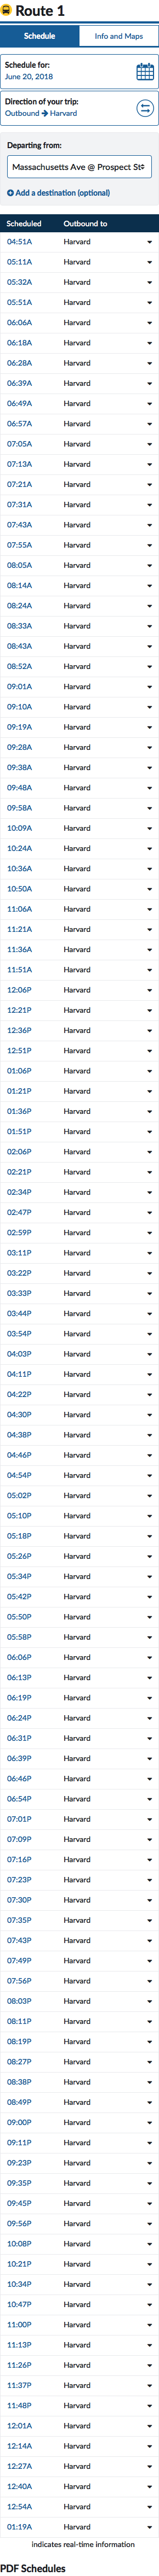 Route 1
Schedule Info and Maps
Schedule for:
June 20, 2018
Direction of your trip:
Outbound → Harvard
Departing from:
Massachusetts Ave @ Prospect St
Add a destination (optional)
Scheduled Outbound to
04:51A Harvard
05:11A Harvard
05:32A Harvard
05:51A Harvard
06:06A Harvard
06:18A Harvard
06:28A Harvard
06:39A Harvard
06:49A Harvard
06:57A Harvard
07:05A Harvard
07:13A Harvard
07:21A Harvard
07:31A Harvard
07:43A Harvard
07:55A Harvard
08:05A Harvard
08:14A Harvard
08:24A Harvard
08:33A Harvard
08:43A Harvard
08:52A Harvard
09:01A Harvard
09:10A Harvard
09:19A Harvard
09:28A Harvard
09:38A Harvard
09:48A Harvard
09:58A Harvard
10:09A Harvard
10:24A Harvard
10:36A Harvard
10:50A Harvard
11:06A Harvard
11:21A Harvard
11:36A Harvard
11:51A Harvard
12:06P Harvard
12:21P Harvard
12:36P Harvard
12:51P Harvard
01:06P Harvard
01:21P Harvard
01:36P Harvard
01:51P Harvard
02:06P Harvard
02:21P Harvard
02:34P Harvard
02:47P Harvard
02:59P Harvard
03:11P Harvard
03:22P Harvard
03:33P Harvard
03:44P Harvard
03:54P Harvard
04:03P Harvard
04:11P Harvard
04:22P Harvard
04:30P Harvard
04:38P Harvard
04:46P Harvard
04:54P Harvard
05:02P Harvard
05:10P Harvard
05:18P Harvard
05:26P Harvard
05:34P Harvard
05:42P Harvard
05:50P Harvard
05:58P Harvard
06:06P Harvard
06:13P Harvard
06:19P Harvard
06:24P Harvard
06:31P Harvard
06:39P Harvard
06:46P Harvard
06:54P Harvard
07:01P Harvard
07:09P Harvard
07:16P Harvard
07:23P Harvard
07:30P Harvard
07:35P Harvard
07:43P Harvard
07:49P Harvard
07:56P Harvard
08:03P Harvard
08:11P Harvard
08:19P Harvard
08:27P Harvard
08:38P Harvard
08:49P Harvard
09:00P Harvard
09:11P Harvard
09:23P Harvard
09:35P Harvard
09:45P Harvard
09:56P Harvard
10:08P Harvard
10:21P Harvard
10:34P Harvard
10:47P Harvard
11:00P Harvard
11:13P Harvard
11:26P Harvard
11:37P Harvard
11:48P Harvard
12:01A Harvard
12:14A Harvard
12:27A Harvard
12:40A Harvard
12:54A Harvard
01:19A Harvard
indicates real-time information
PDF Schedules